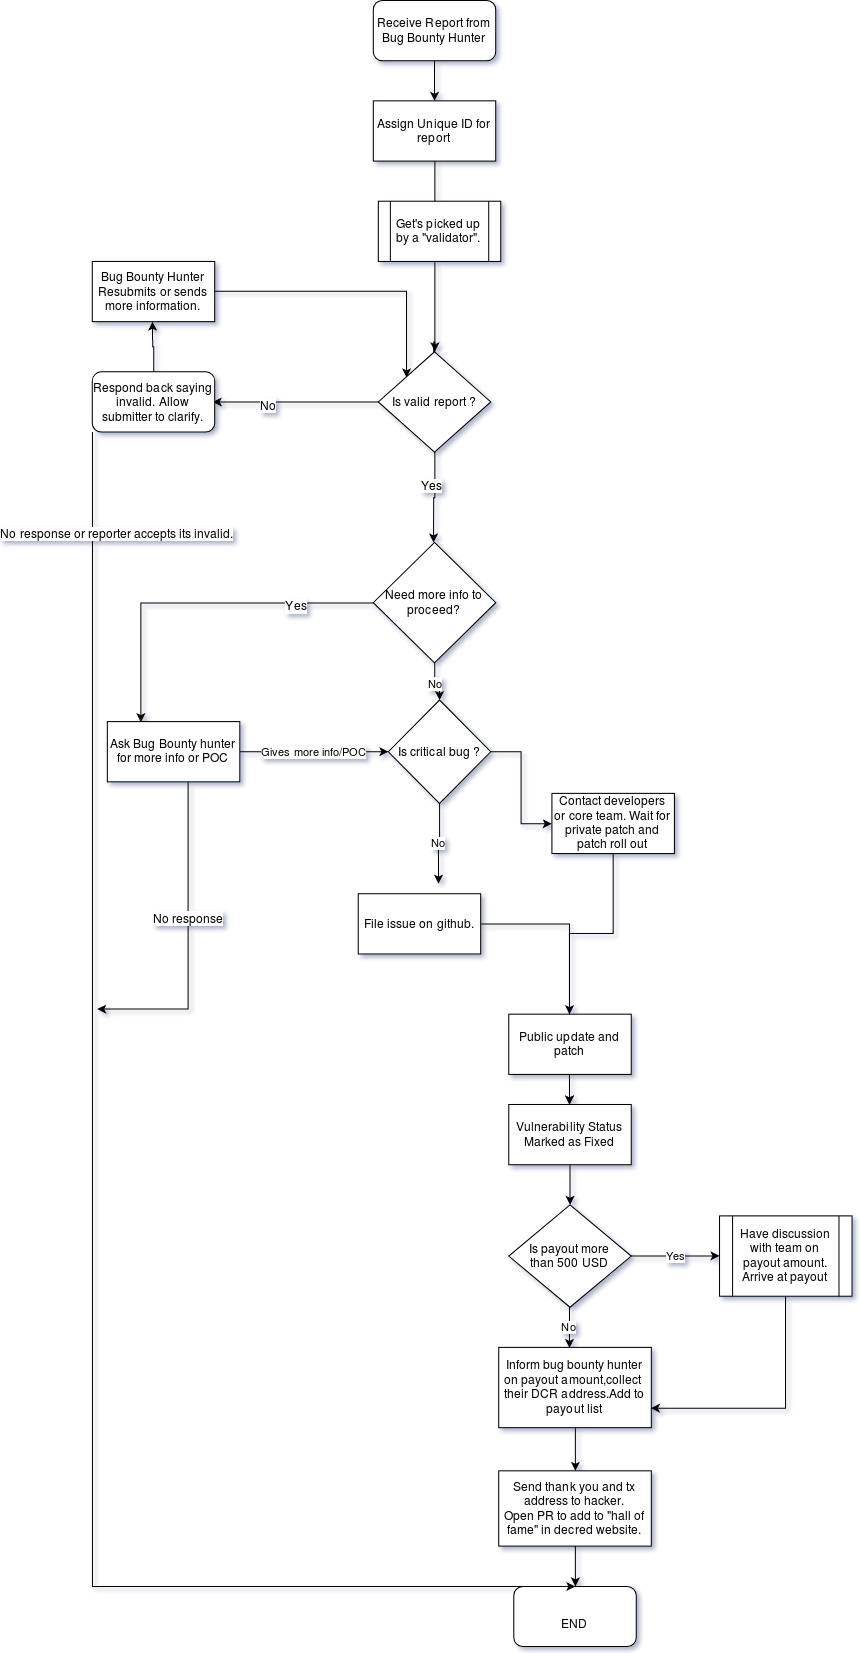 Receive Report from
Bug Bounty Hunter
Assign Unique ID for
report
Get's picked up
by a "validator".
Bug Bounty Hunter
Resubmits or sends
more information.
Respond back saying
invalid. Allow
submitter to clarify.
No
Is valid report ?
Yes
No response or reporter accepts its invalid.
Need more info to
proceed?
Yes
No
Ask Bug Bounty hunter
for more info or POC
Gives more info/POC
Is critical bug ?
Contact developers
or core team. Wait for
private patch and
patch roll out
No
No response
File issue on github.
Public update and
patch
Vulnerability Status
Marked as Fixed
Is payout more
than 500 USD
Yes
Have discussion
with team on
payout amount.
Arrive at payout
No
Inform bug bounty hunter
on payout amount,collect
their DCR address.Add to
payout list
Send thank you and tx
address to hacker.
Open PR to add to "hall of
fame" in decred website.
END